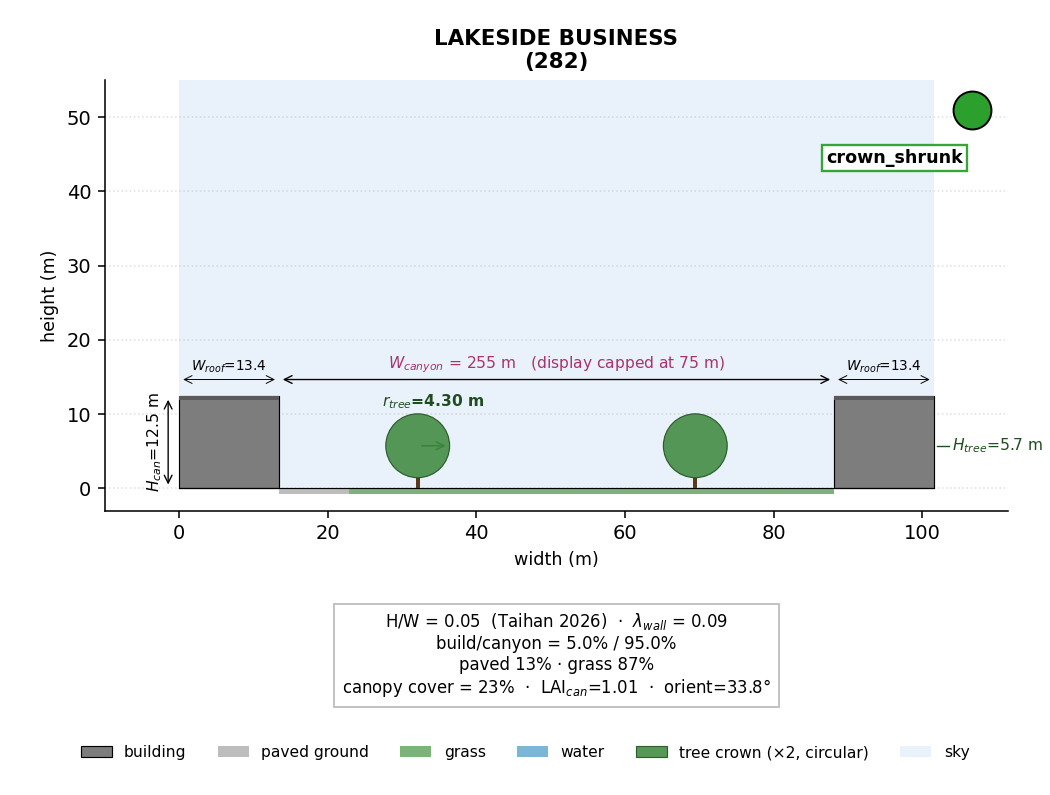 LAKESIDE BUSINESS
(282)
50
40
30
20
10
0
height (m)
crown_shrunk
W_roof=13.4
W_canyon = 255 m (display capped at 75 m)
W_roof=13.4
r_tree=4.30 m
H_can=12.5 m
H_tree=5.7 m
0 20 40 60 80 100
width (m)
H/W = 0.05 (Taihan 2026) · λ_wall = 0.09
build/canyon = 5.0% / 95.0%
paved 13% · grass 87%
canopy cover = 23% · LAI_can=1.01 · orient=33.8°
building paved ground grass water tree crown (×2, circular) sky